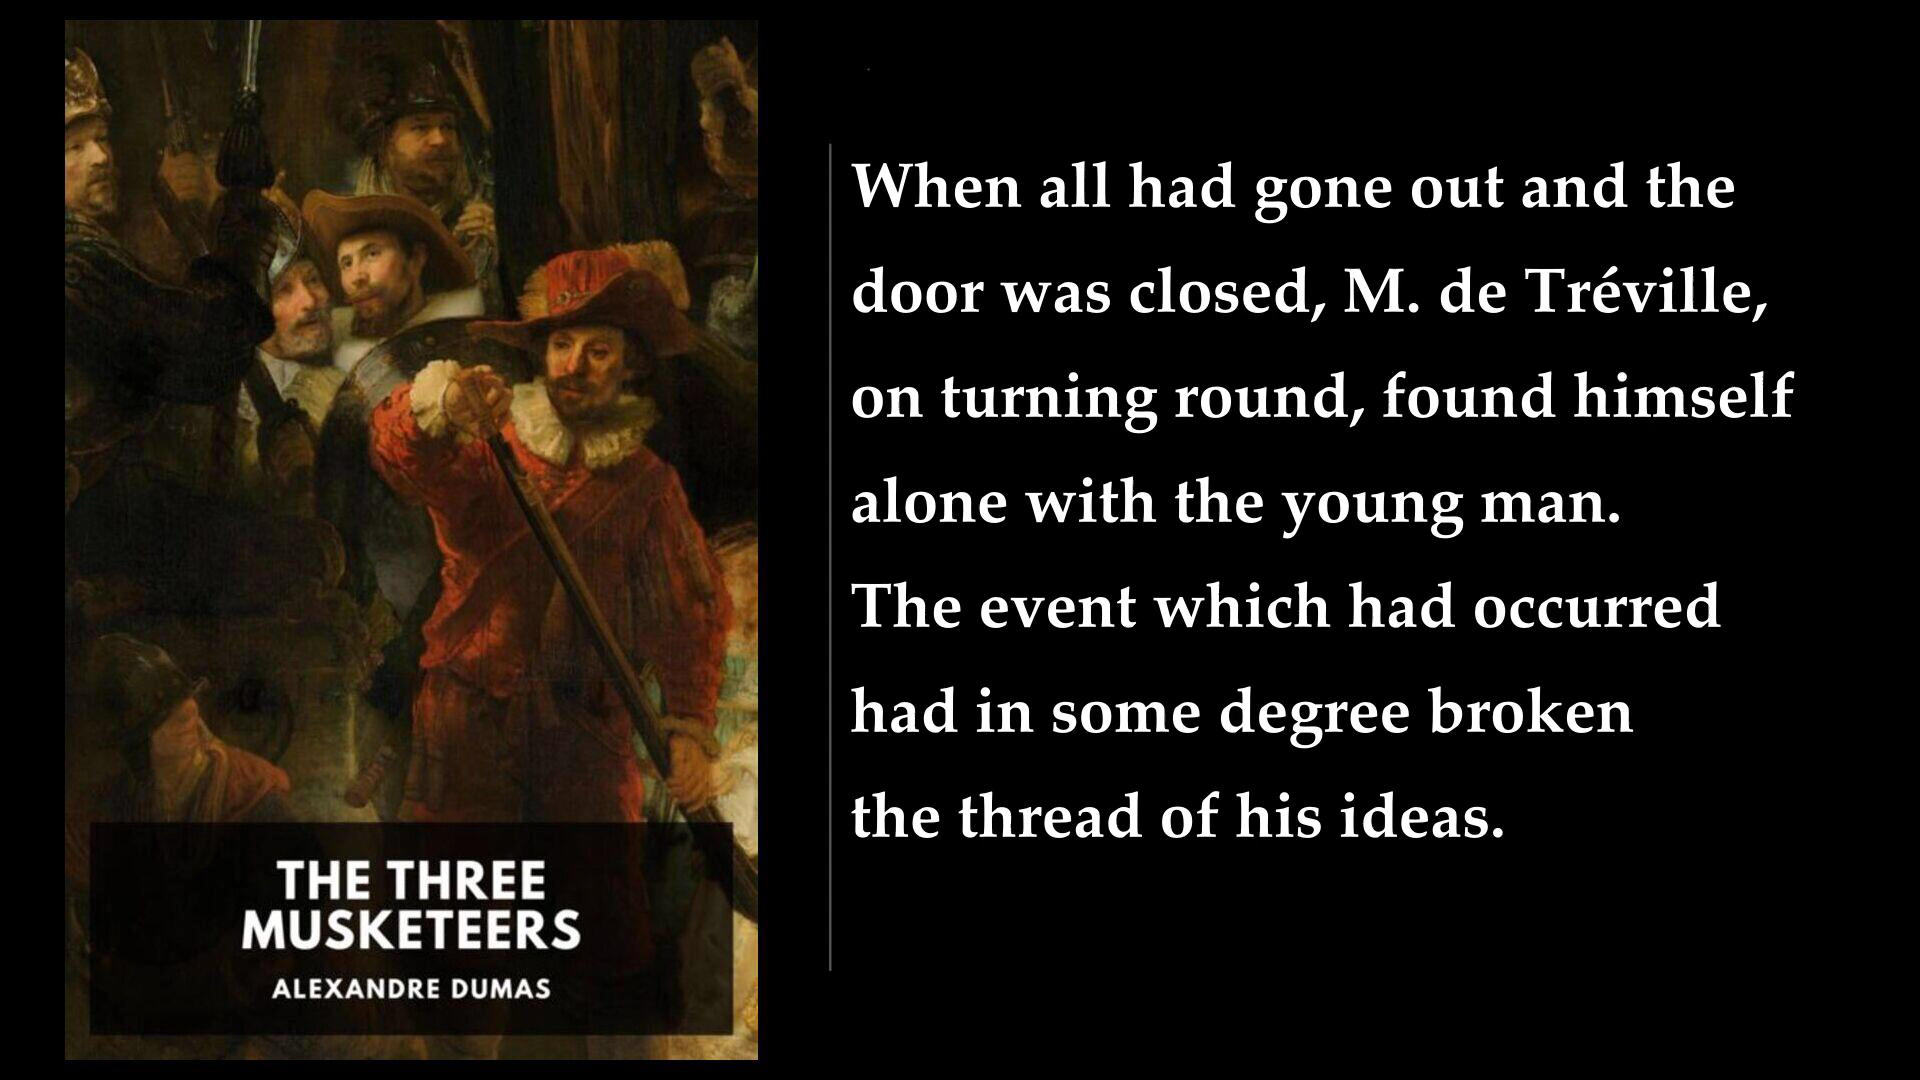 THE THREE
MUSKETEERS
ALEXANDRE DUMAS
When all had gone out and the
door was closed, M. de Tréville,
on turning round, found himself
alone with the young man.
The event which had occurred
had in some degree broken
the thread of his ideas.